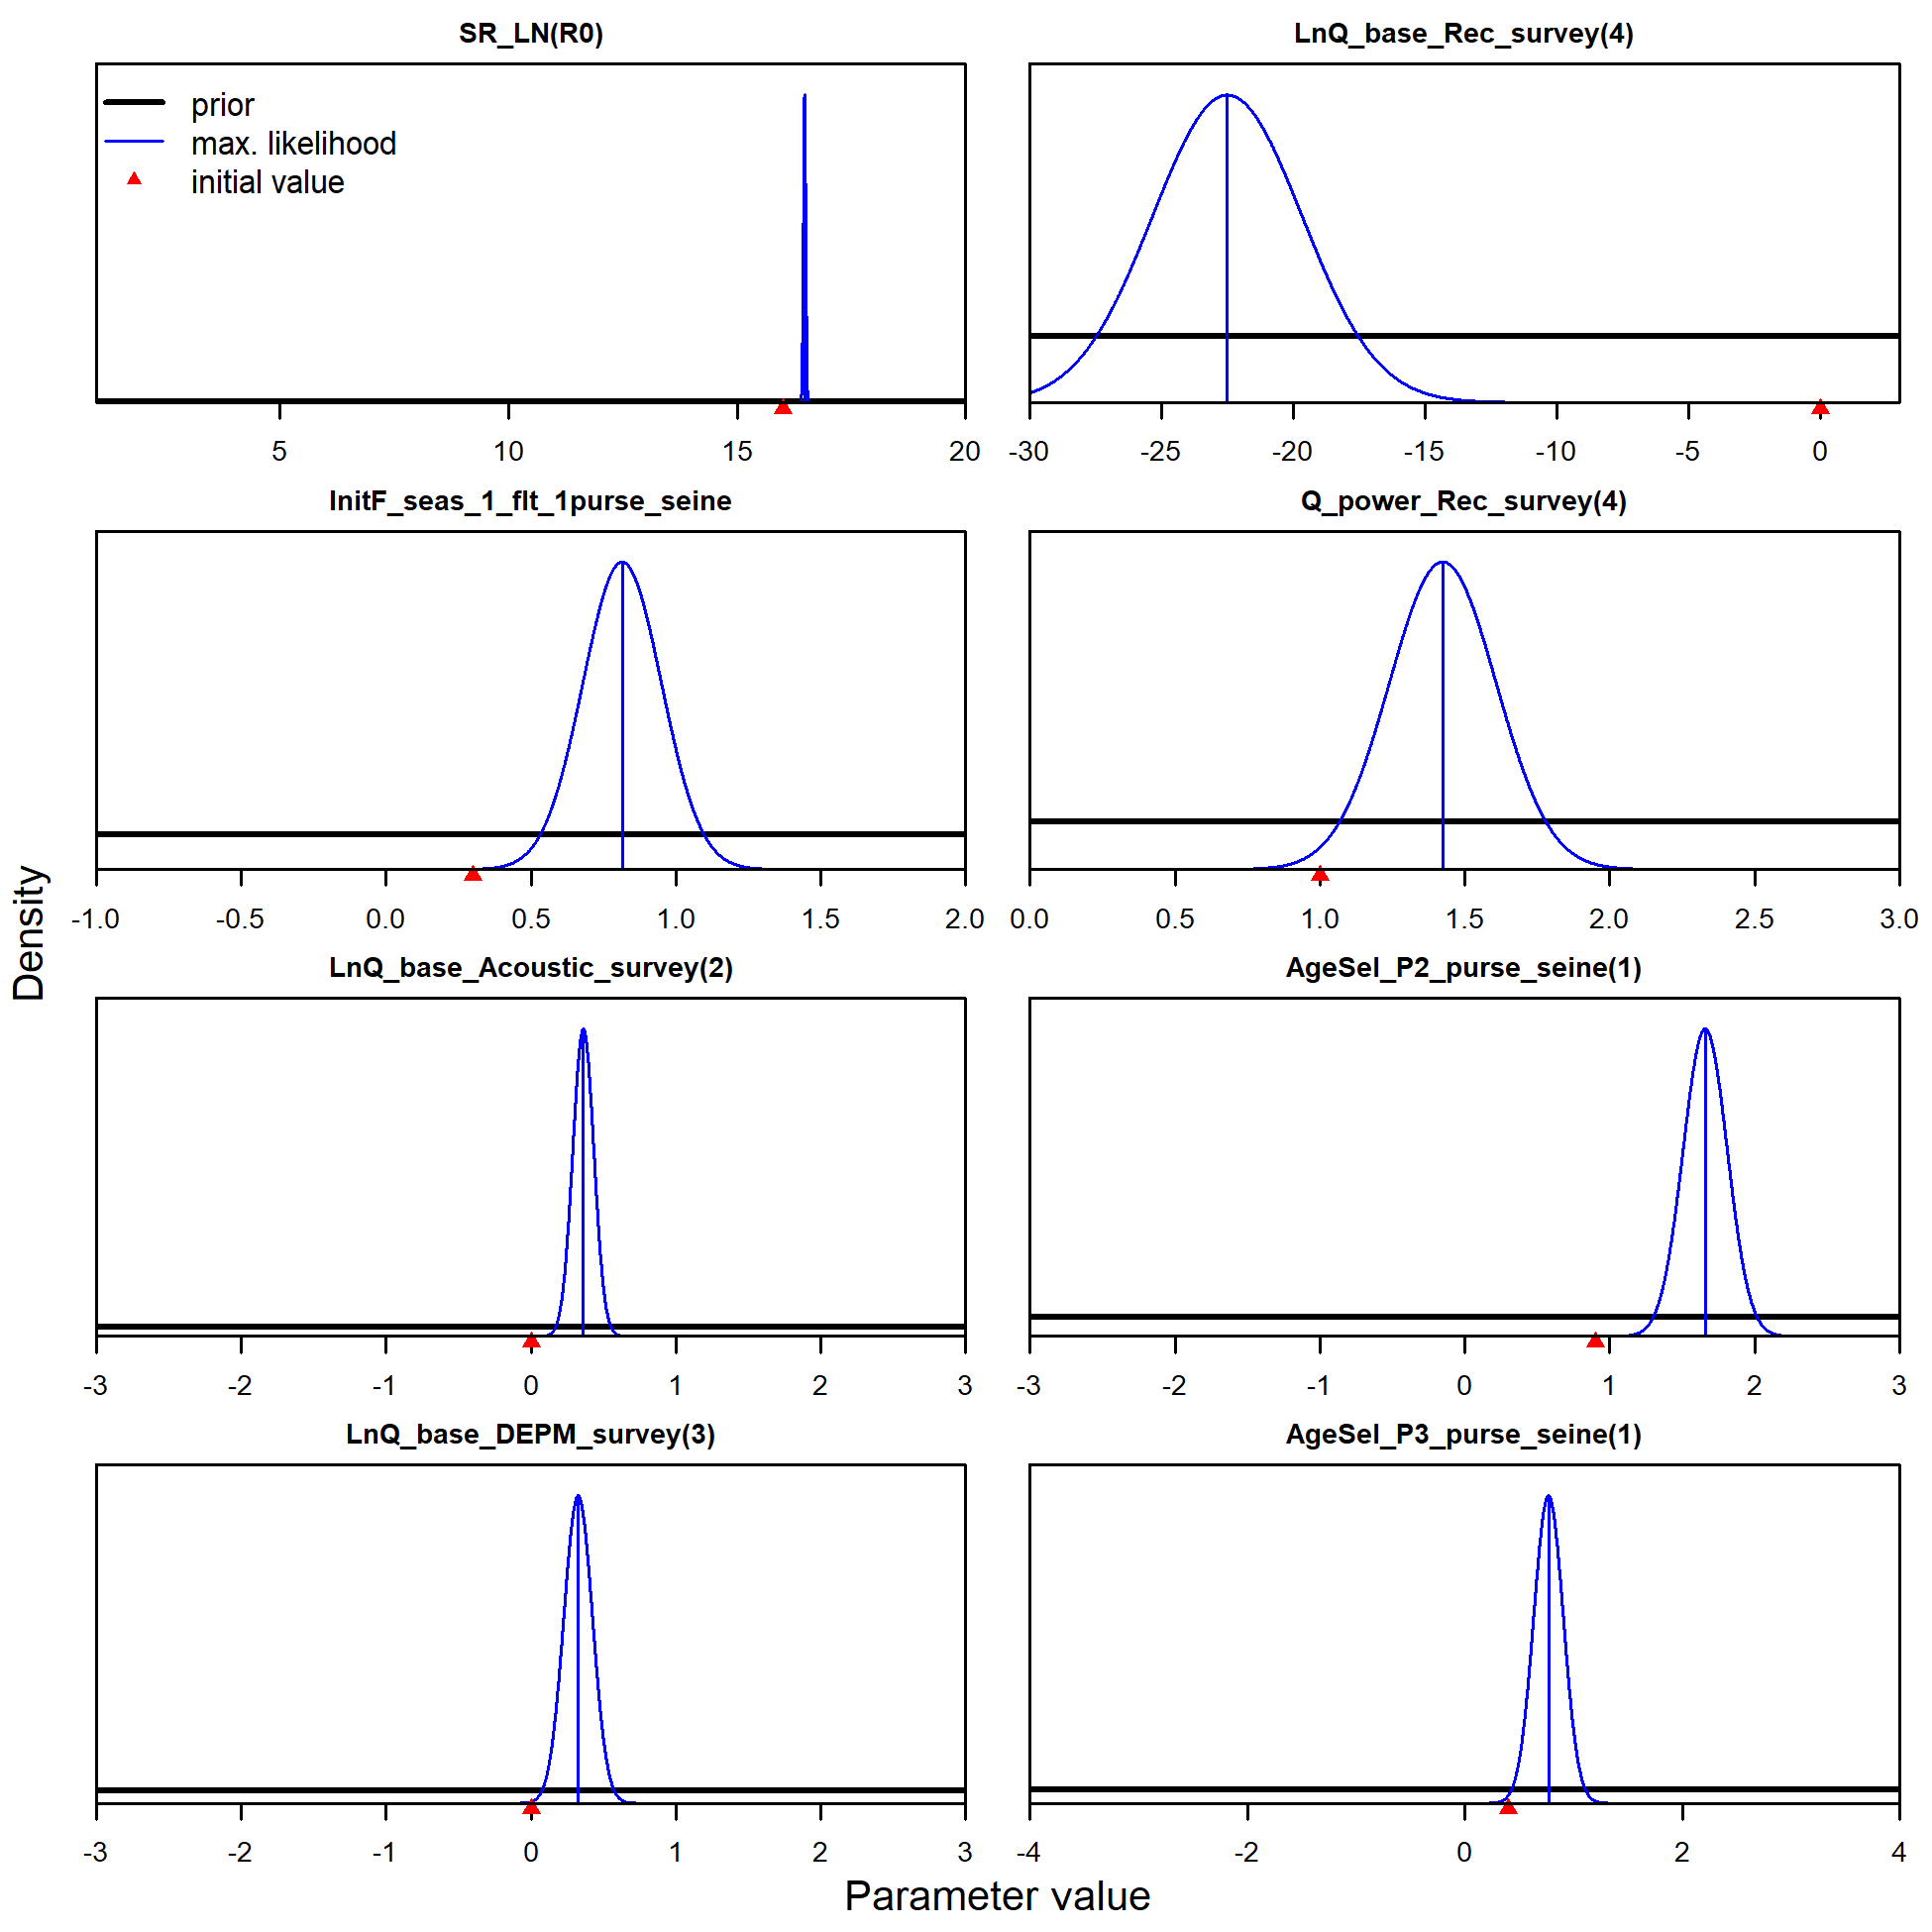 SR_LN(R0)
prior
max. likelihood
initial value
5 10 15 20
LnQ_base_Rec_survey(4)
-30 -25 -20 -15 -10 -5 0
InitF_seas_1_flt_1purse_seine
-1.0 -0.5 0.0 0.5 1.0 1.5 2.0
Q_power_Rec_survey(4)
0.0 0.5 1.0 1.5 2.0 2.5 3.0
LnQ_base_Acoustic_survey(2)
-3 -2 -1 0 1 2 3
AgeSel_P2_purse_seine(1)
-3 -2 -1 0 1 2 3
LnQ_base_DEPM_survey(3)
-3 -2 -1 0 1 2 3
AgeSel_P3_purse_seine(1)
-4 -2 0 2 4
Density
Parameter value